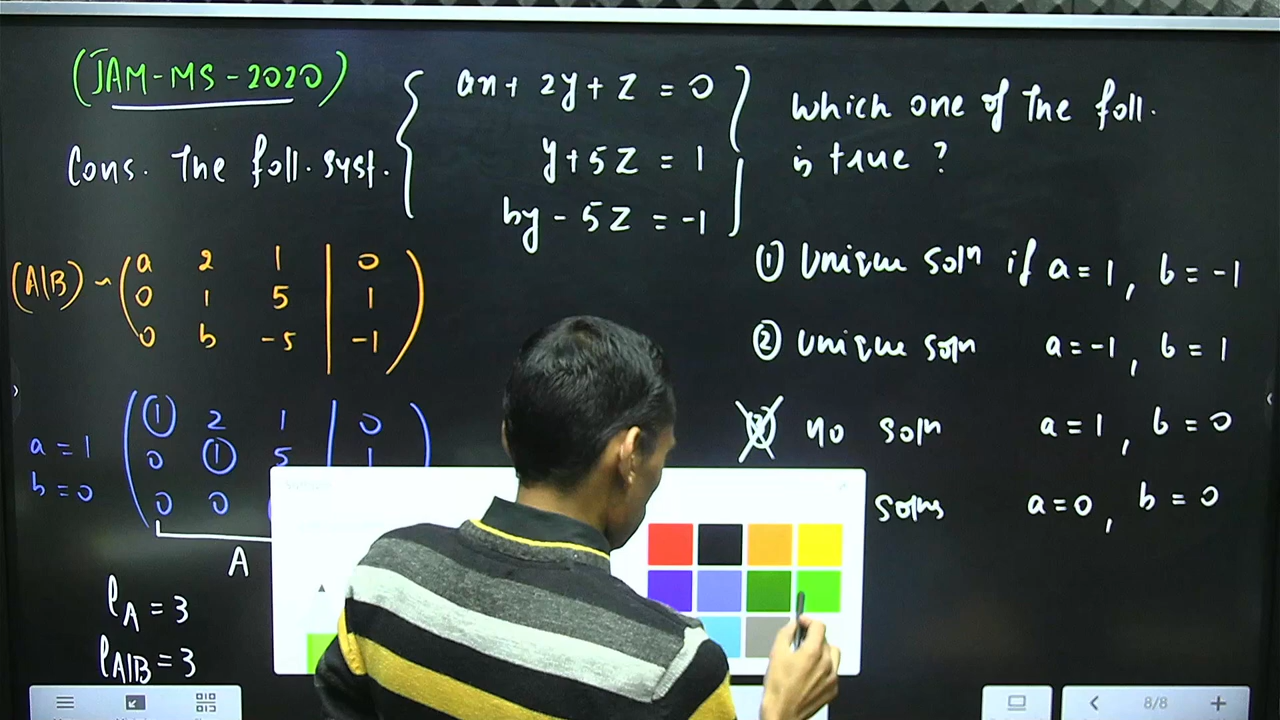 (JAM-MS-2020)
Cons. The foll. syst.
ax + 2y + z = 0
y + 5z = 1
by - 5z = -1
Which one of The foll.
is true ?
(A|B) ~
a 2 1 | 0
0 1 5 | 1
0 b -5 | -1
① Unique soln if a = 1, b = -1
② Unique soln a = -1, b = 1
③ no soln a = 1, b = 0
solns a = 0, b = 0
a = 1
b = 0
1 2 1 | 0
0 1 5 | 1
0 0
A
ρA = 3
ρA|B = 3
8/8